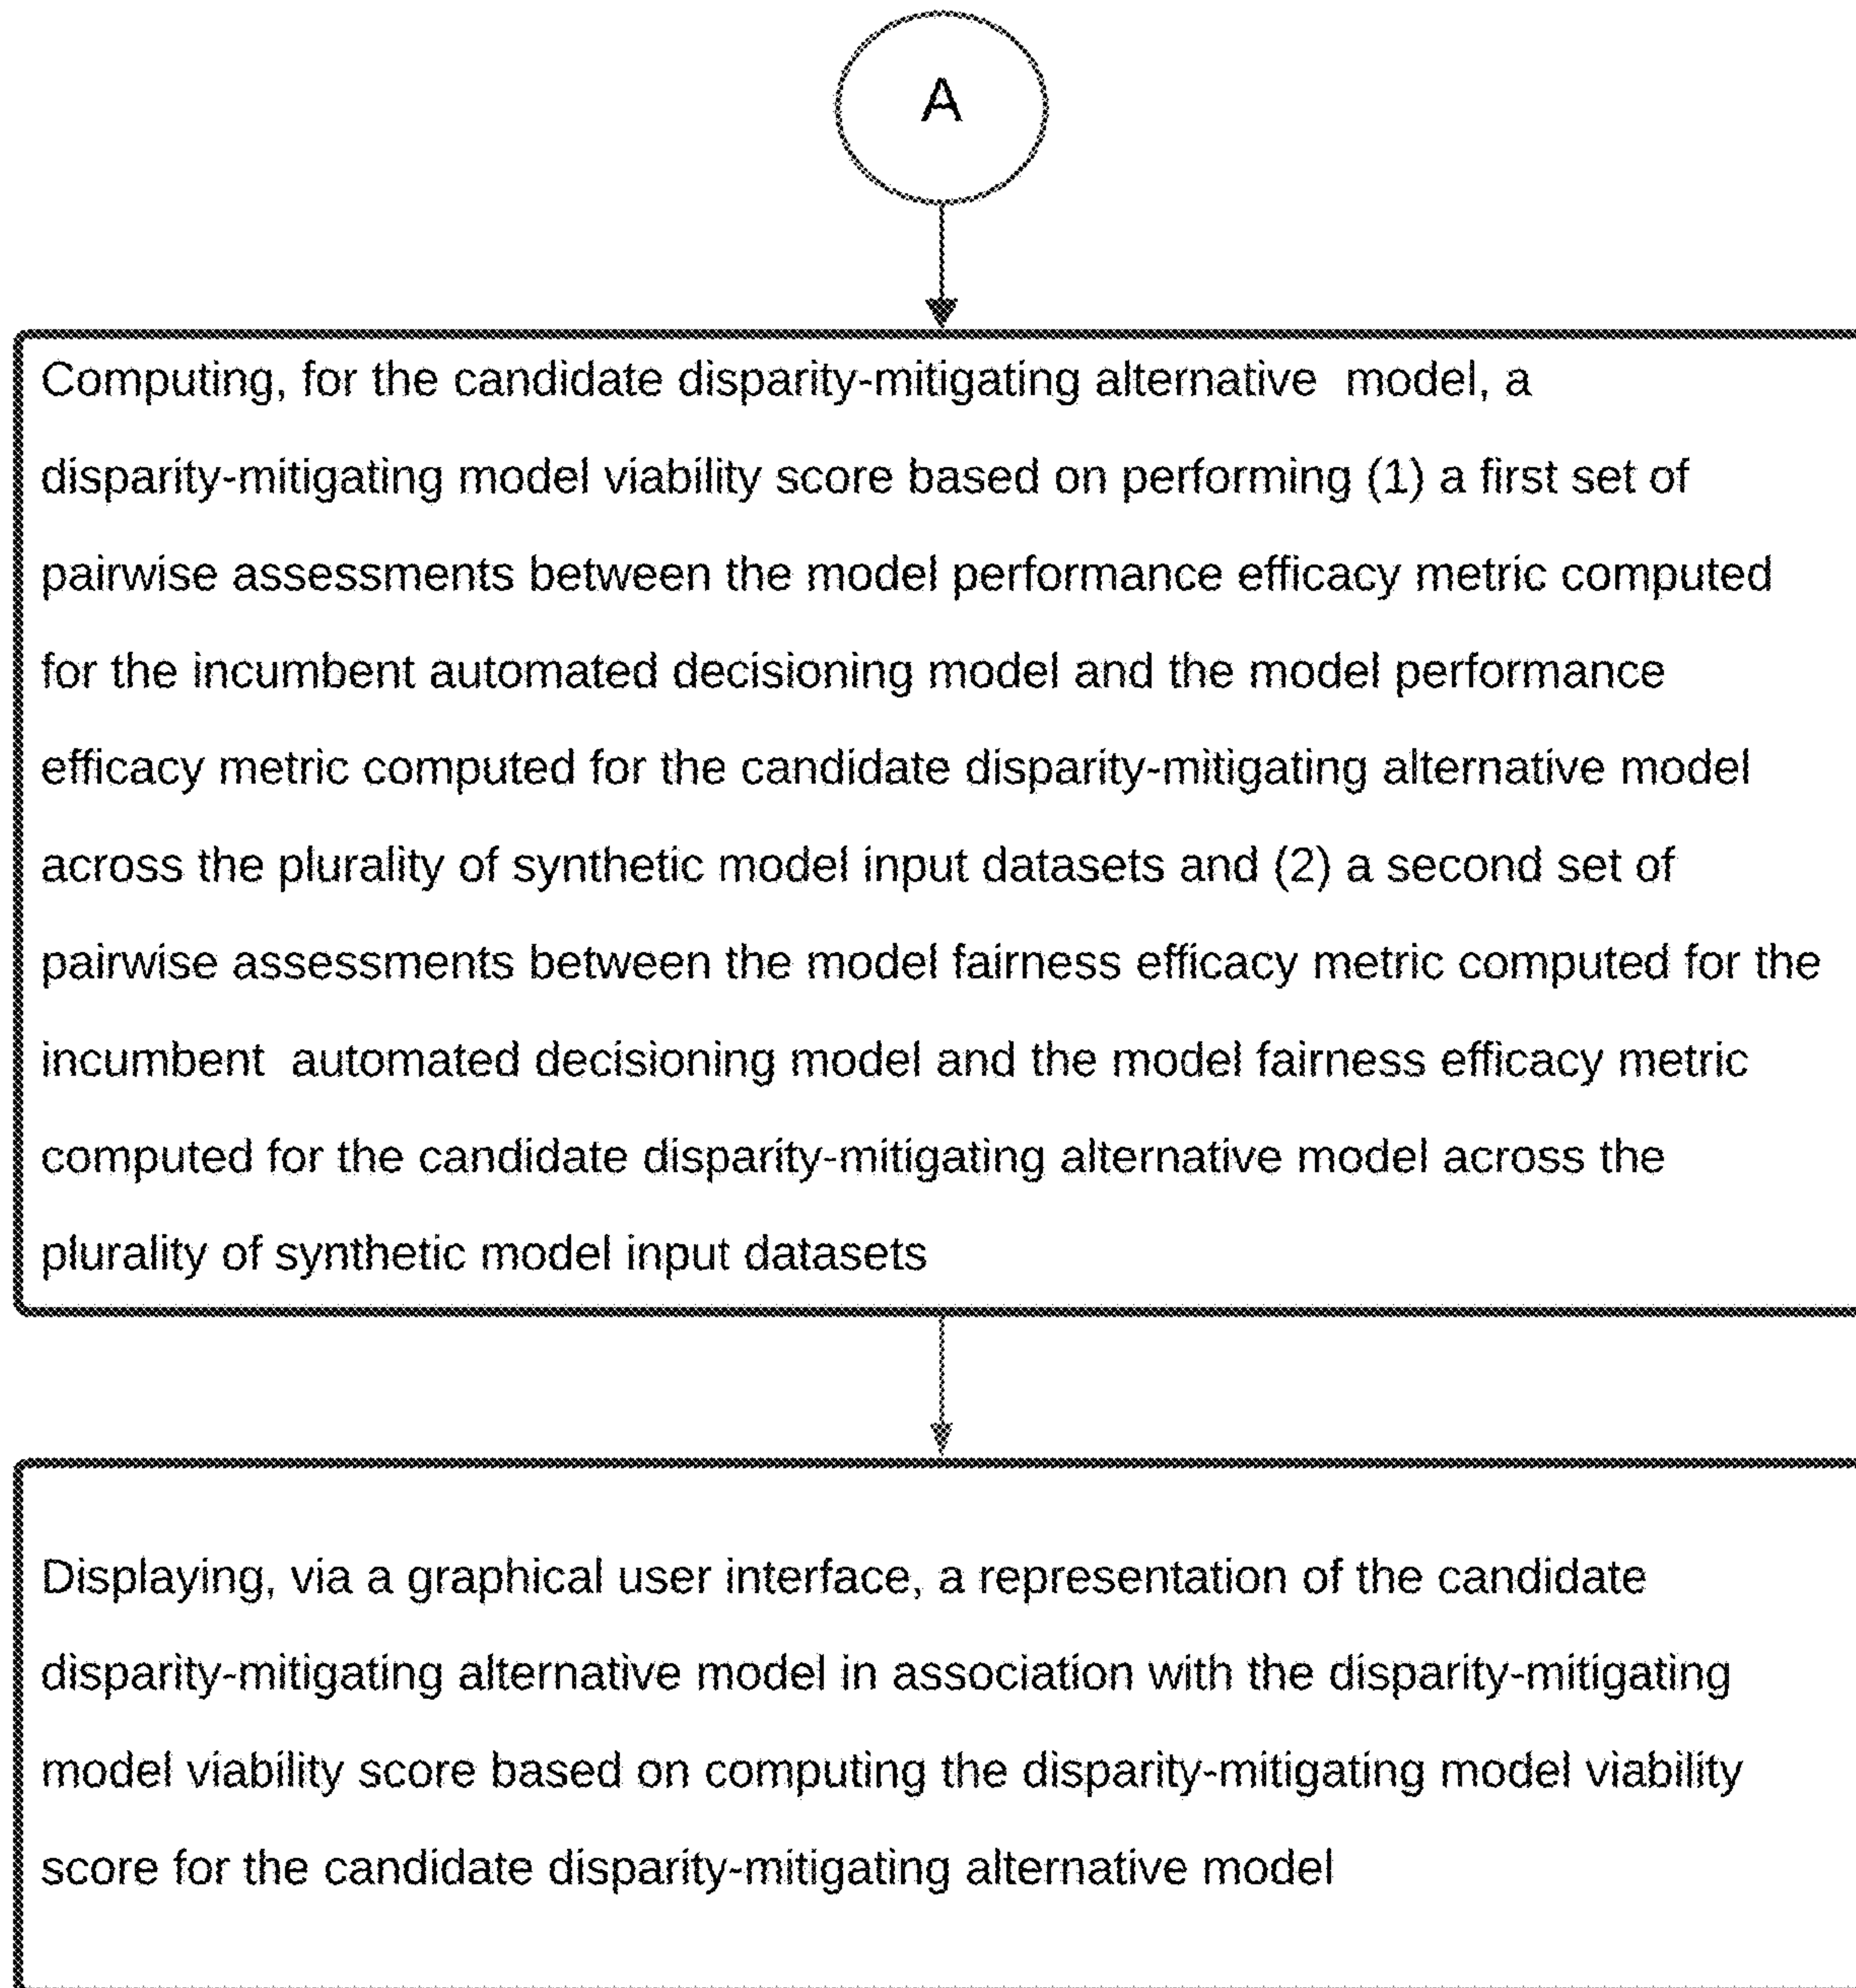 A
Computing, for the candidate disparity-mitigating alternative  model, a
disparity-mitigating model viability score based on performing (1) a first set of
pairwise assessments between the model performance efficacy metric computed
for the incumbent automated decisioning model and the model performance
efficacy metric computed for the candidate disparity-mitigating alternative model
across the plurality of synthetic model input datasets and (2) a second set of
pairwise assessments between the model fairness efficacy metric computed for the
incumbent  automated decisioning model and the model fairness efficacy metric
computed for the candidate disparity-mitigating alternative model across the
plurality of synthetic model input datasets
Displaying, via a graphical user interface, a representation of the candidate
disparity-mitigating alternative model in association with the disparity-mitigating
model viability score based on computing the disparity-mitigating model viability
score for the candidate disparity-mitigating alternative model